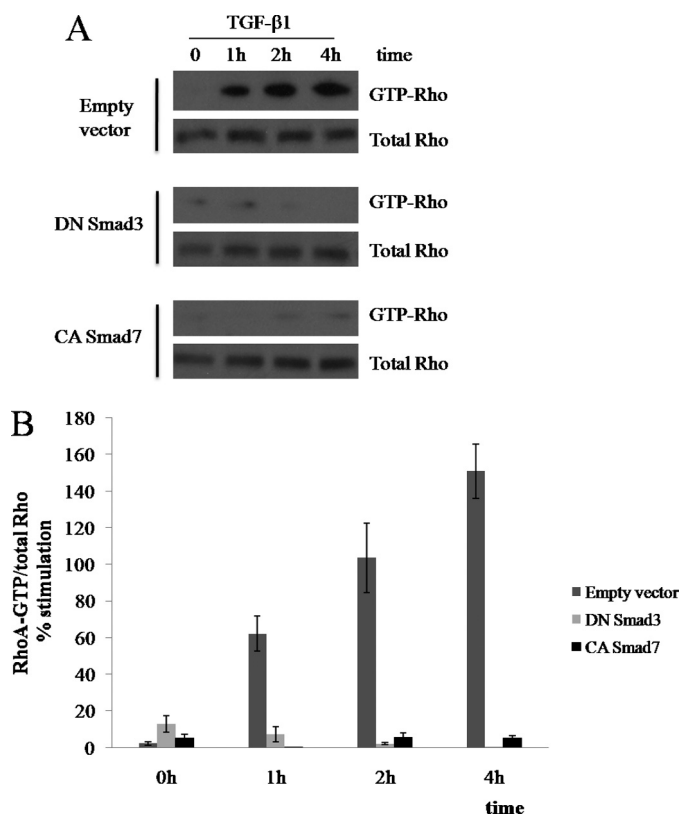 A
TGF-β1
0 1h 2h 4h time
Empty vector
GTP-Rho
Total Rho
DN Smad3
GTP-Rho
Total Rho
CA Smad7
GTP-Rho
Total Rho
B
RhoA-GTP/total Rho
% stimulation
180
160
140
120
100
80
60
40
20
0
0h 1h 2h 4h
time
Empty vector
DN Smad3
CA Smad7